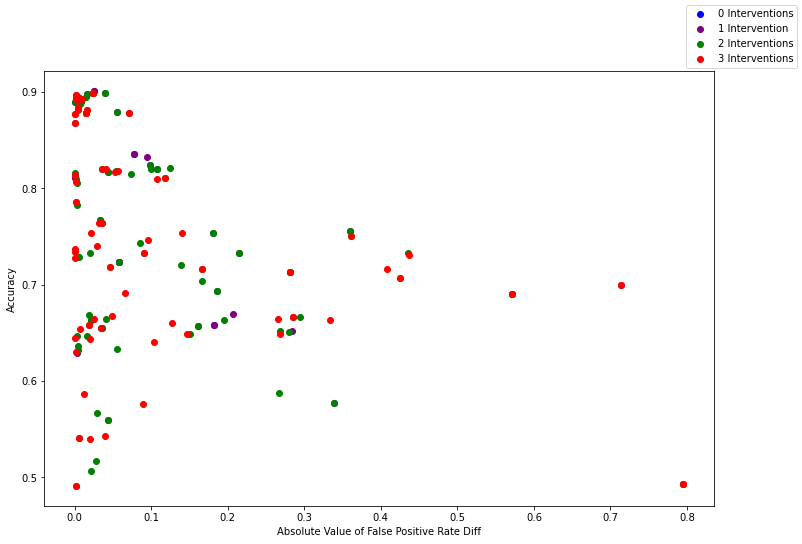 0 Interventions
1 Intervention
2 Interventions
3 Interventions
0.9
0.8
0.7
0.6
0.5
Accuracy
0.0 0.1 0.2 0.3 0.4 0.5 0.6 0.7 0.8
Absolute Value of False Positive Rate Diff